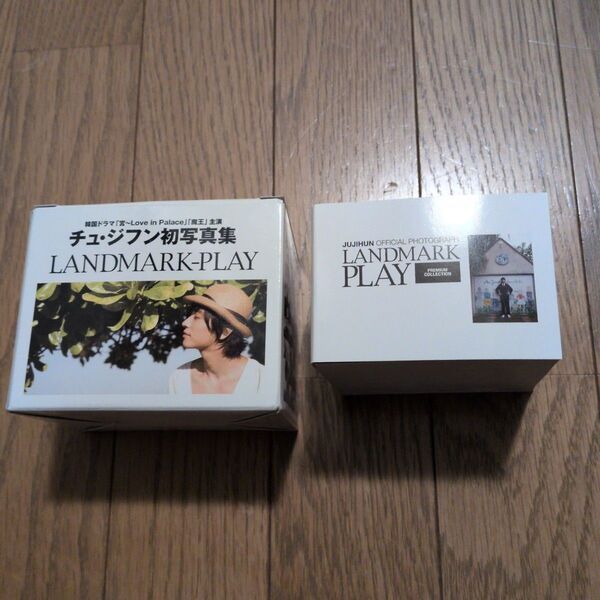 韓国ドラマ「宮~Love in Palace」「魔王」主演
チュ・ジフン初写真集
LANDMARK-PLAY
JUJIHUN OFFICIAL PHOTOGRAPH
LANDMARK
PLAY
PREMIUM
COLLECTION